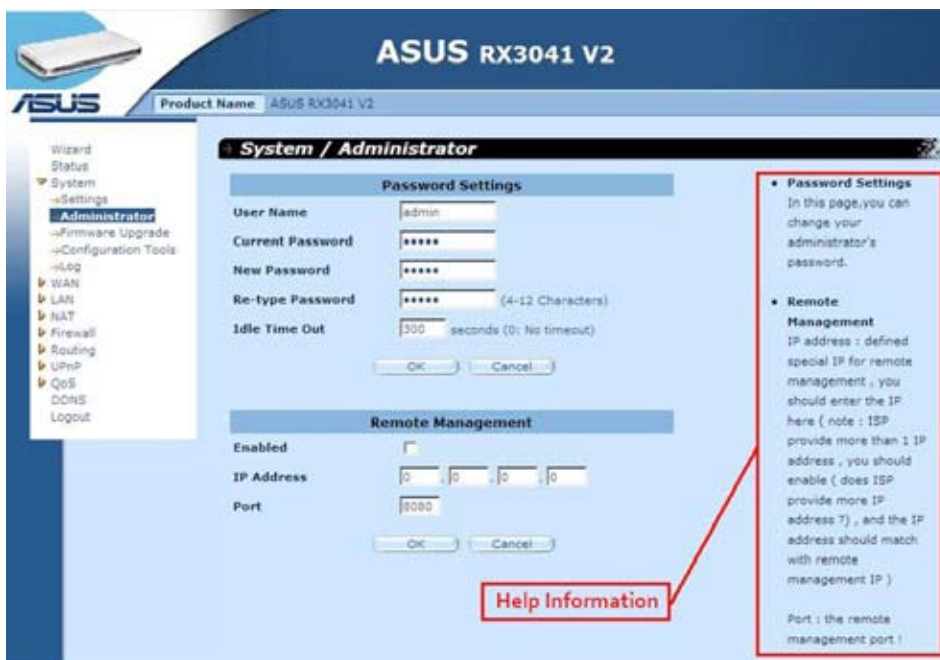 ASUS RX3041 V2
ASUS
Product Name ASUS RX3041 V2
Wizard
Status
System
Settings
Administrator
Firmware Upgrade
Configuration Tools
Log
WAN
LAN
NAT
Firewall
Routing
UPnP
QoS
DDNS
Logout
System / Administrator
Password Settings
User Name admin
Current Password •••••
New Password •••••
Re-type Password ••••• (4-12 Characters)
Idle Time Out 300 seconds (0: No timeout)
OK Cancel
Remote Management
Enabled
IP Address 0 . 0 . 0 . 0
Port 8080
OK Cancel
Help Information
• Password Settings
In this page,you can
change your
administrator's
password.
• Remote
Management
IP address : defined
special IP for remote
management , you
should enter the IP
here ( note : ISP
provide more than 1 IP
address , you should
enable ( does ISP
provide more IP
address ?) , and the IP
address should match
with remote
management IP )
Port : the remote
management port !